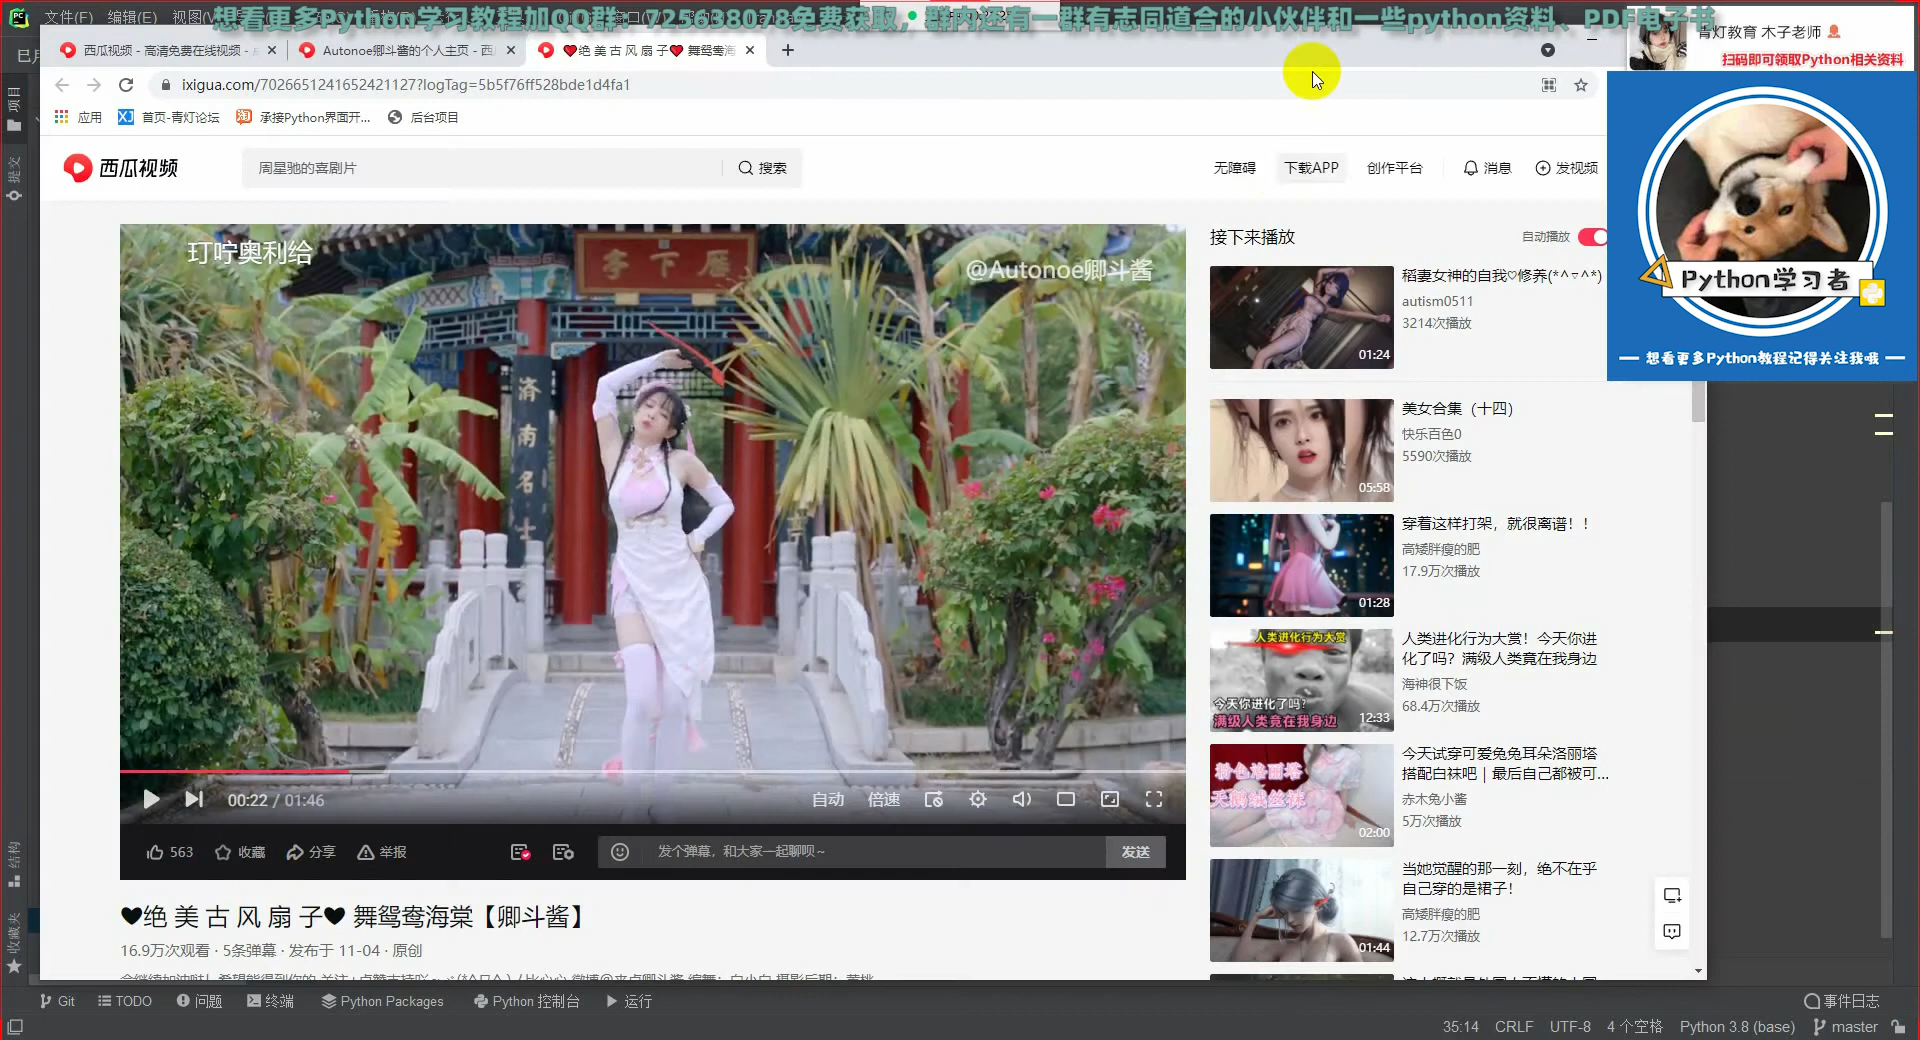 文件(F) 编辑(E) 视图(V)
想看更多Python学习教程加QQ群:725638078免费获取，群内还有一群有志同道合的小伙伴和一些python资料、PDF电子书
青灯教育 木子老师
扫码即可领取Python相关资料
西瓜视频 - 高清免费在线视频 -
Autonoe卿斗酱的个人主页 - 西
❤绝 美 古 风 扇 子❤ 舞鸳鸯海
ixigua.com/7026651241652421127?logTag=5b5f76ff528bde1d4fa1
应用
首页-青灯论坛
承接Python界面开...
后台项目
项目
提交
结构
收藏夹
西瓜视频
周星驰的喜剧片
搜索
无障碍
下载APP
创作平台
消息
发视频
Python学习者
— 想看更多Python教程记得关注我哦 —
玎咛奥利给
@Autonoe卿斗酱
亭下历
济南名士
00:22 / 01:46
自动
倍速
563
收藏
分享
举报
发个弹幕，和大家一起聊呗~
发送
♥绝 美 古 风 扇 子♥ 舞鸳鸯海棠【卿斗酱】
16.9万次观看 · 5条弹幕 · 发布于 11-04 · 原创
接下来播放
自动播放
稻妻女神的自我♡修养(*^▽^*)
autism0511
3214次播放
01:24
美女合集（十四）
快乐百色0
5590次播放
05:58
穿着这样打架，就很离谱！！
高矮胖瘦的肥
17.9万次播放
01:28
人类进化行为大赏
今天你进化了吗?
满级人类竟在我身边
12:33
人类进化行为大赏！今天你进
化了吗？满级人类竟在我身边
海神很下饭
68.4万次播放
粉色洛丽塔
天鹅绒丝袜
02:00
今天试穿可爱兔兔耳朵洛丽塔
搭配白袜吧 | 最后自己都被可...
赤木兔小酱
5万次播放
当她觉醒的那一刻，绝不在乎
自己穿的是裙子！
高矮胖瘦的肥
12.7万次播放
01:44
Git
TODO
问题
终端
Python Packages
Python 控制台
运行
事件日志
35:14
CRLF
UTF-8
4 个空格
Python 3.8 (base)
master